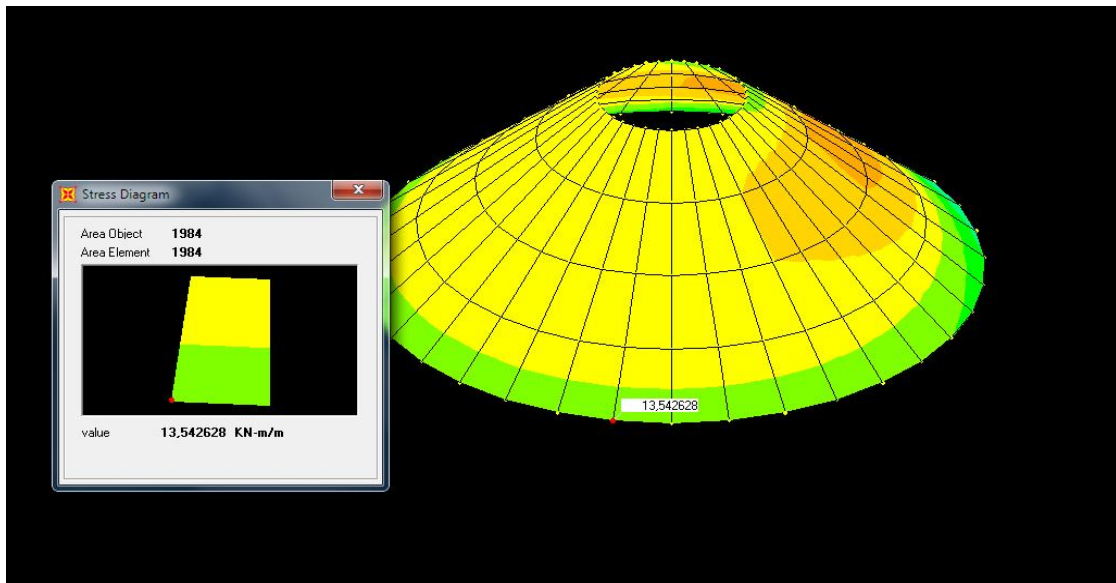 Stress Diagram
Area Object 1984
Area Element 1984
value 13,542628 KN-m/m
13,542628